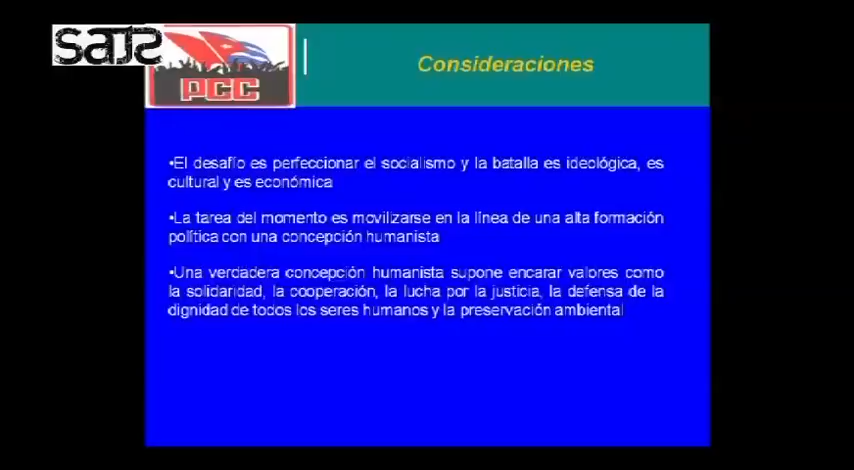 SATS
PCC
Consideraciones
•El desafío es perfeccionar el socialismo y la batalla es ideológica, es
cultural y es económica
•La tarea del momento es movilizarse en la línea de una alta formación
política con una concepción humanista
•Una verdadera concepción humanista supone encarar valores como
la solidaridad, la cooperación, la lucha por la justicia, la defensa de la
dignidad de todos los seres humanos y la preservación ambiental